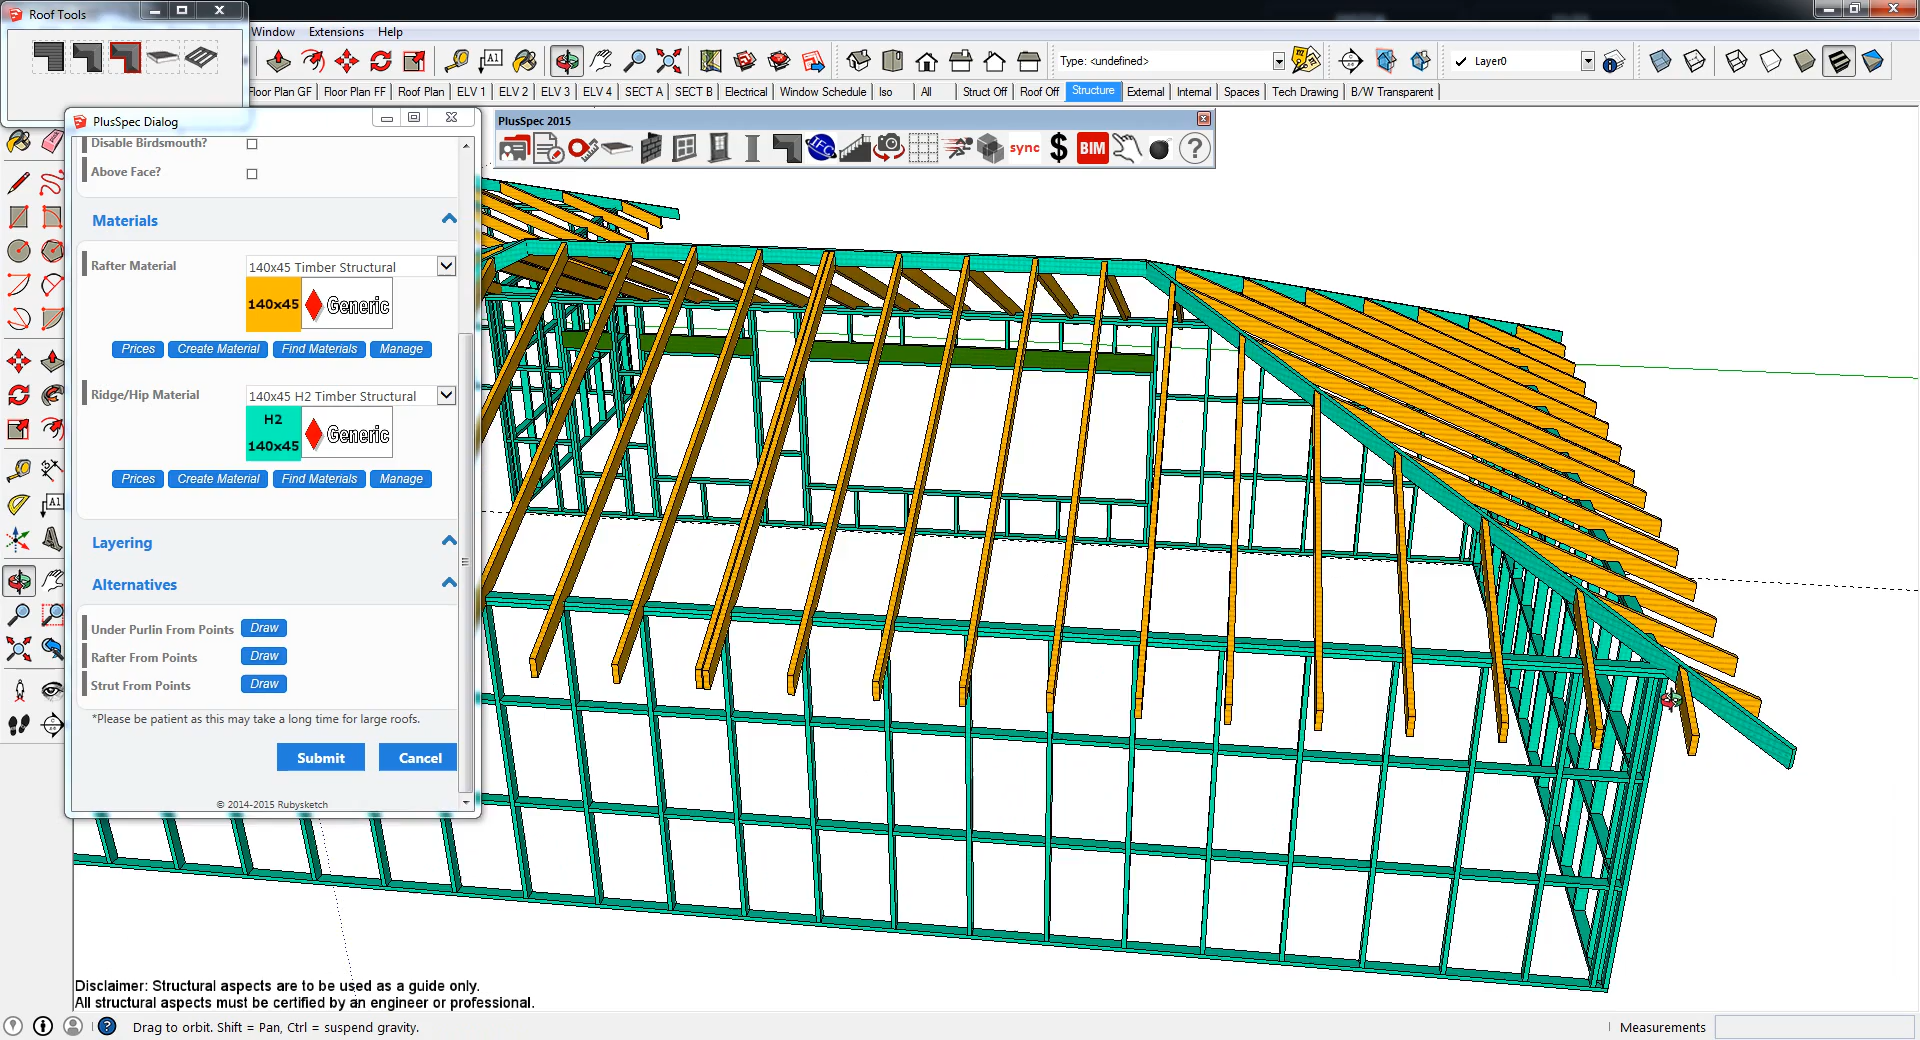 Roof Tools
Window Extensions Help
A1
Type: <undefined>
Layer0
Floor Plan GF Floor Plan FF Roof Plan ELV 1 ELV 2 ELV 3 ELV 4 SECT A SECT B Electrical Window Schedule Iso All Struct Off Roof Off Structure External Internal Spaces Tech Drawing B/W Transparent
PlusSpec Dialog
PlusSpec 2015
IFC sync $ BIM ?
Disable Birdsmouth?
Above Face?
Materials
Rafter Material
140x45 Timber Structural
140x45 Generic
Prices Create Material Find Materials Manage
Ridge/Hip Material
140x45 H2 Timber Structural
H2
140x45 Generic
Prices Create Material Find Materials Manage
A1
Layering
Alternatives
Under Purlin From Points Draw
Rafter From Points Draw
Strut From Points Draw
*Please be patient as this may take a long time for large roofs.
Submit Cancel
© 2014-2015 Rubysketch
Disclaimer: Structural aspects are to be used as a guide only.
All structural aspects must be certified by an engineer or professional.
Drag to orbit. Shift = Pan, Ctrl = suspend gravity.
Measurements